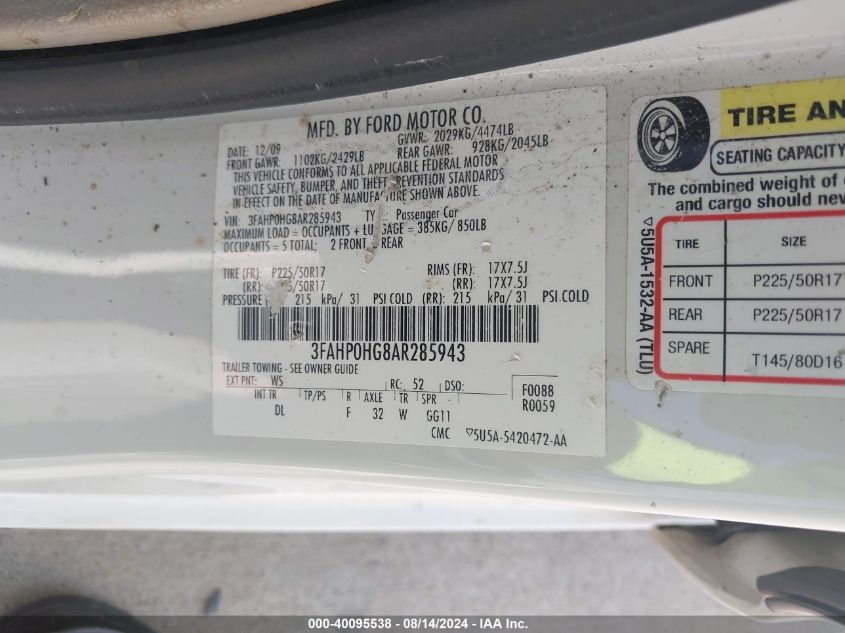 MFD. BY FORD MOTOR CO.
DATE: 12/09 GVWR: 2029KG/4474LB
FRONT GAWR: 1102KG/2429LB REAR GAWR: 928KG/2045LB
THIS VEHICLE CONFORMS TO ALL APPLICABLE FEDERAL MOTOR
VEHICLE SAFETY, BUMPER, AND THEFT PREVENTION STANDARDS
IN EFFECT ON THE DATE OF MANUFACTURE SHOWN ABOVE.
VIN: 3FAHP0HG8AR285943 TY Passenger Car
MAXIMUM LOAD = OCCUPANTS + LUGGAGE = 385KG/ 850LB
OCCUPANTS = 5 TOTAL: 2 FRONT REAR
TIRE (FR): P225/50R17 RIMS (FR): 17X7.5J
(RR): 5/50R17 (RR): 17X7.5J
PRESSURE 215 kPa/ 31 PSI COLD (RR): 215 kPa/ 31 PSI COLD
3FAHP0HG8AR285943
TRAILER TOWING - SEE OWNER GUIDE
EXT PNT: WS RC: 52 DSO: F0088
INT TR TP/PS R AXLE TR SPR R0059
DL F 32 W GG11
CMC ▽5U5A-5420472-AA
TIRE AN
SEATING CAPACITY
The combined weight of
and cargo should nev
TIRE SIZE
FRONT P225/50R17
REAR P225/50R17
SPARE T145/80D16
▽5U5A-1532-AA (TLU)
000-40095538 - 08/14/2024 - IAA Inc.